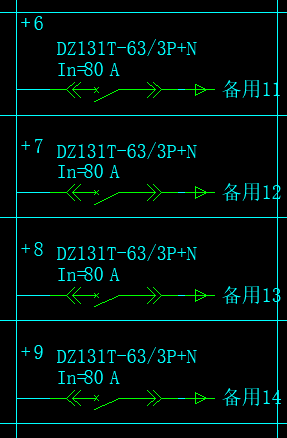 +6
DZ131T-63/3P+N
In=80 A
备用11
+7
DZ131T-63/3P+N
In=80 A
备用12
+8
DZ131T-63/3P+N
In=80 A
备用13
+9
DZ131T-63/3P+N
In=80 A
备用14